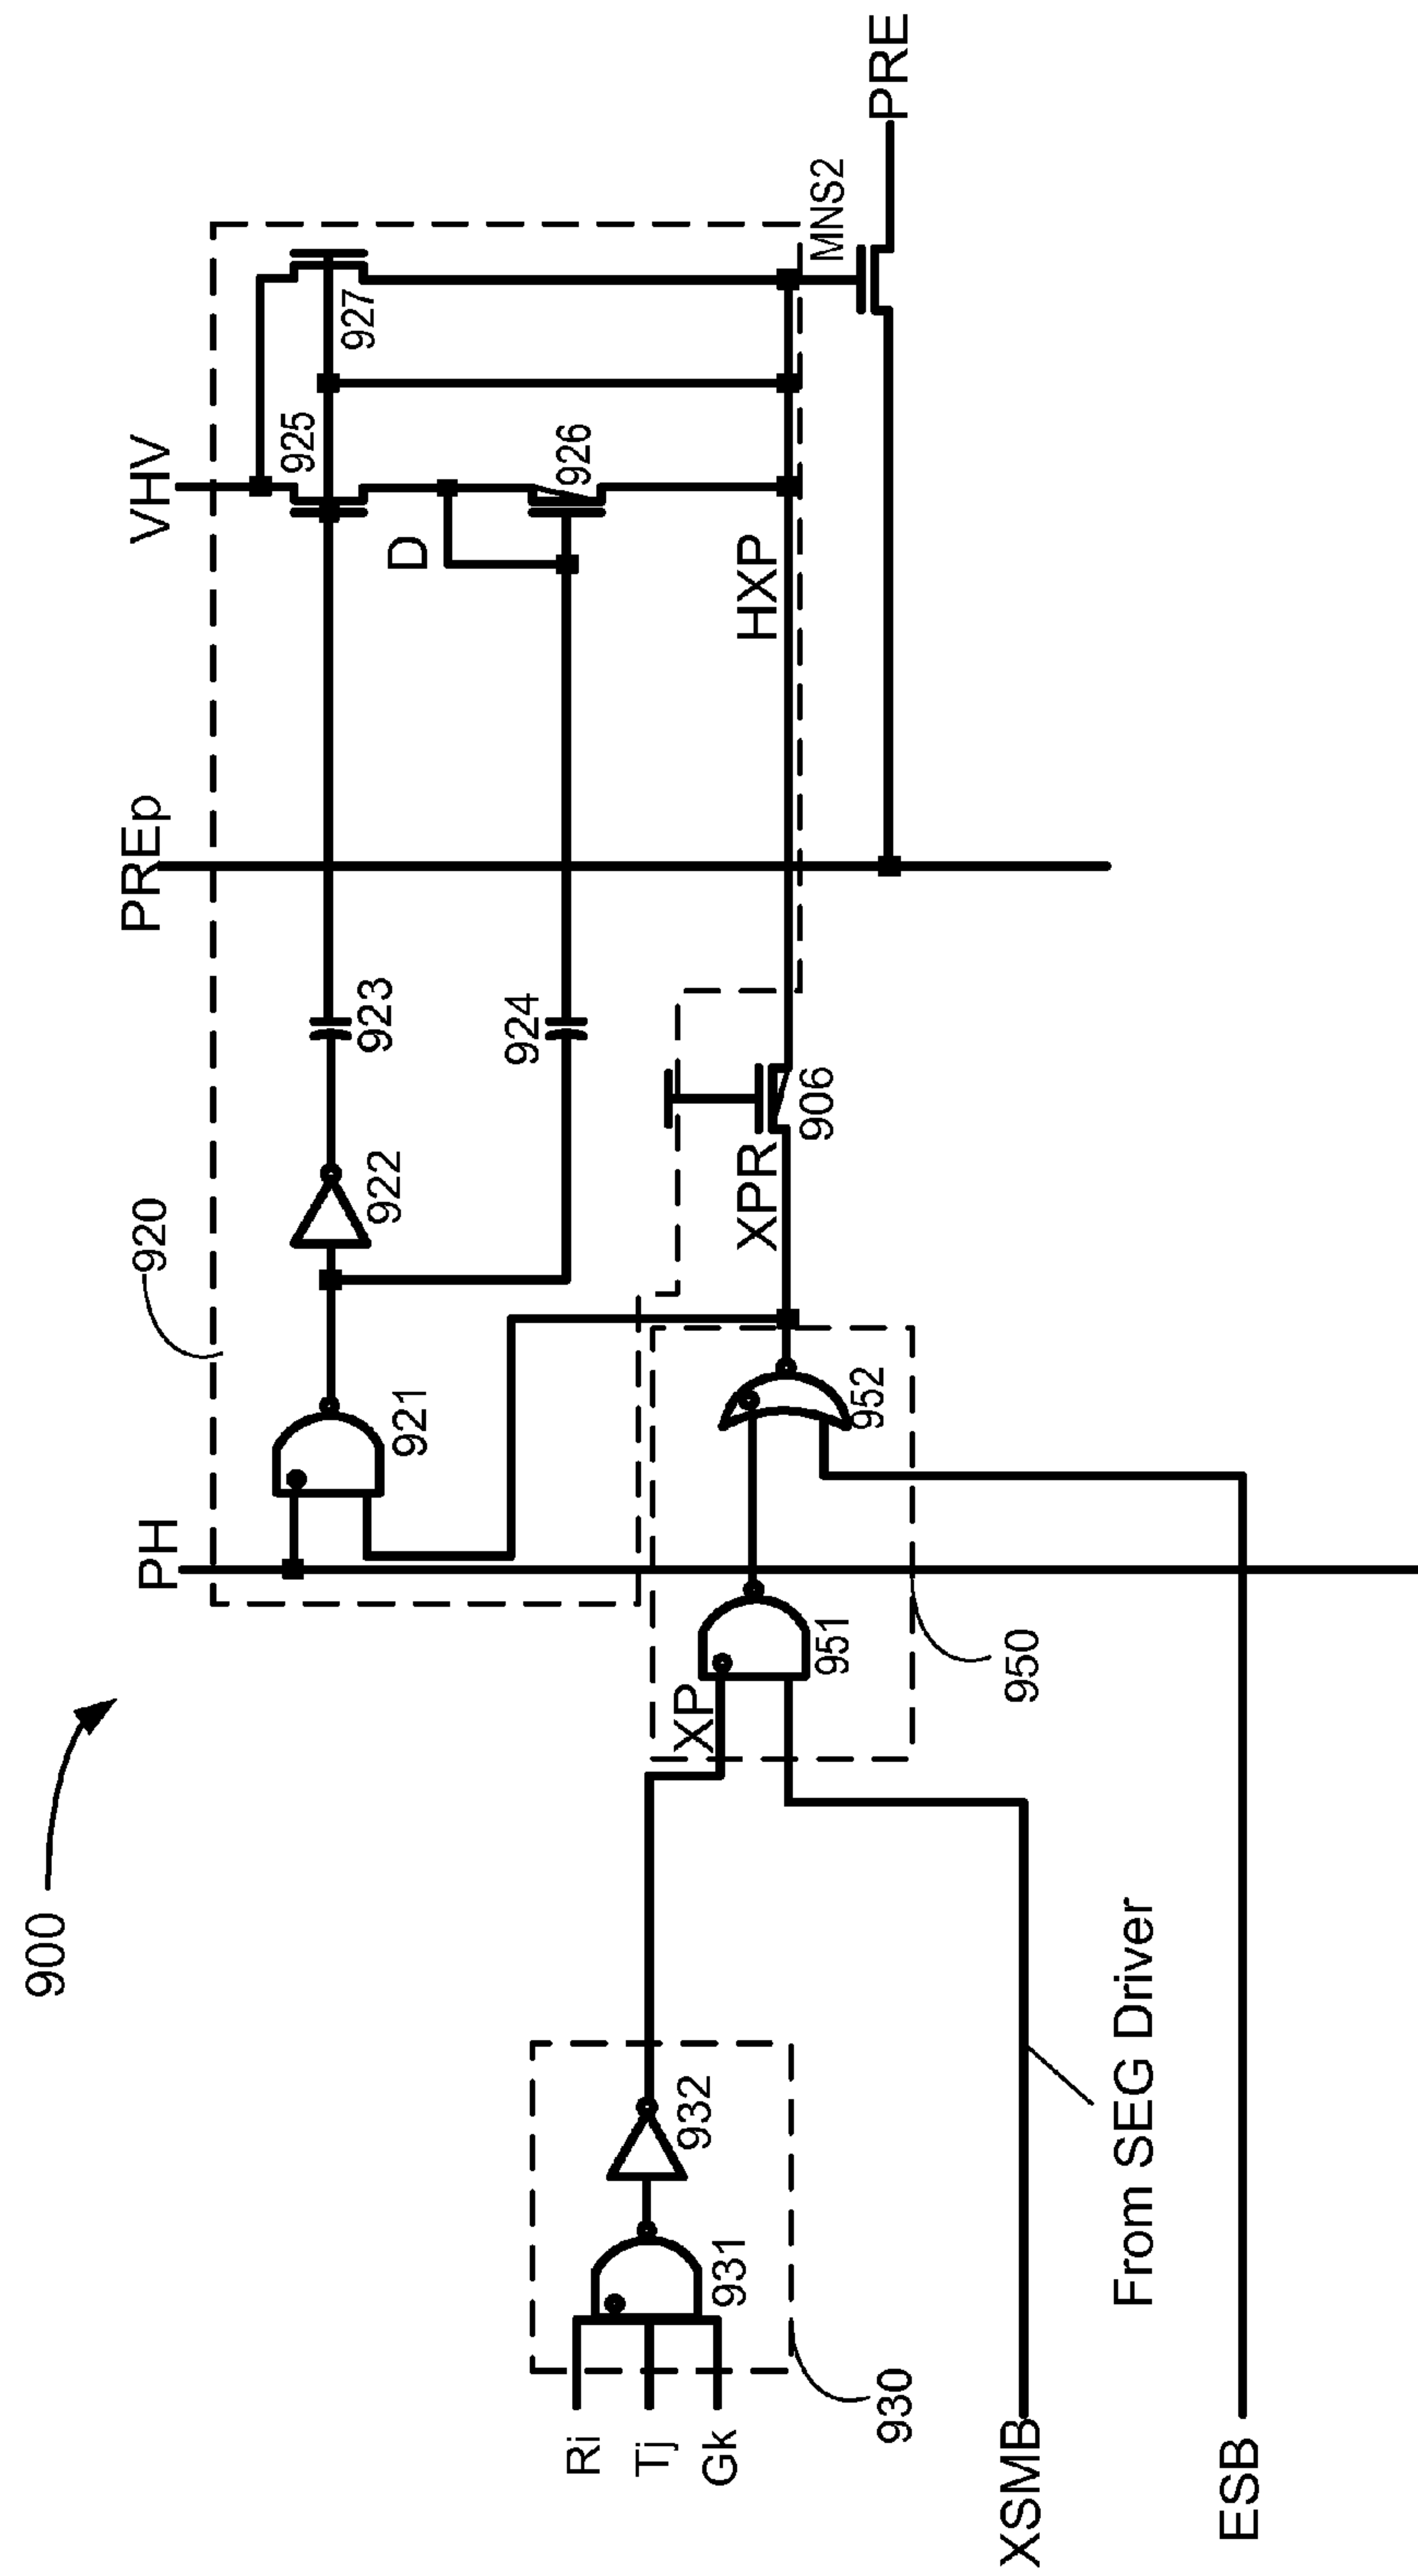 900
920
PH
PREp
VHV
921
922
923
924
925
926
927
D
HXP
MNS2
PRE
XPR
906
952
XP
951
950
Ri
Tj
Gk
931
932
930
XSMB
From SEG Driver
ESB